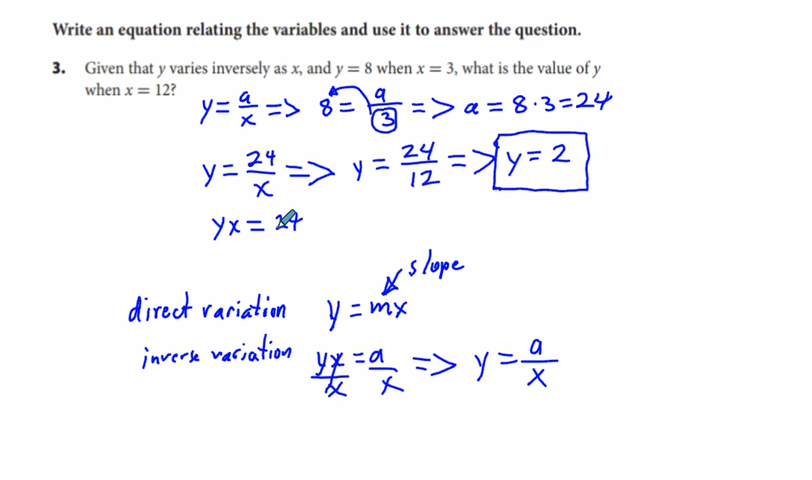 Write an equation relating the variables and use it to answer the question.
3. Given that y varies inversely as x, and y = 8 when x = 3, what is the value of y
when x = 12?
y = a/x => 8 = a/3 => a = 8 · 3 = 24
y = 24/x => y = 24/12 => y = 2
yx = 24
slope
direct variation y = mx
inverse variation yx/x = a/x => y = a/x